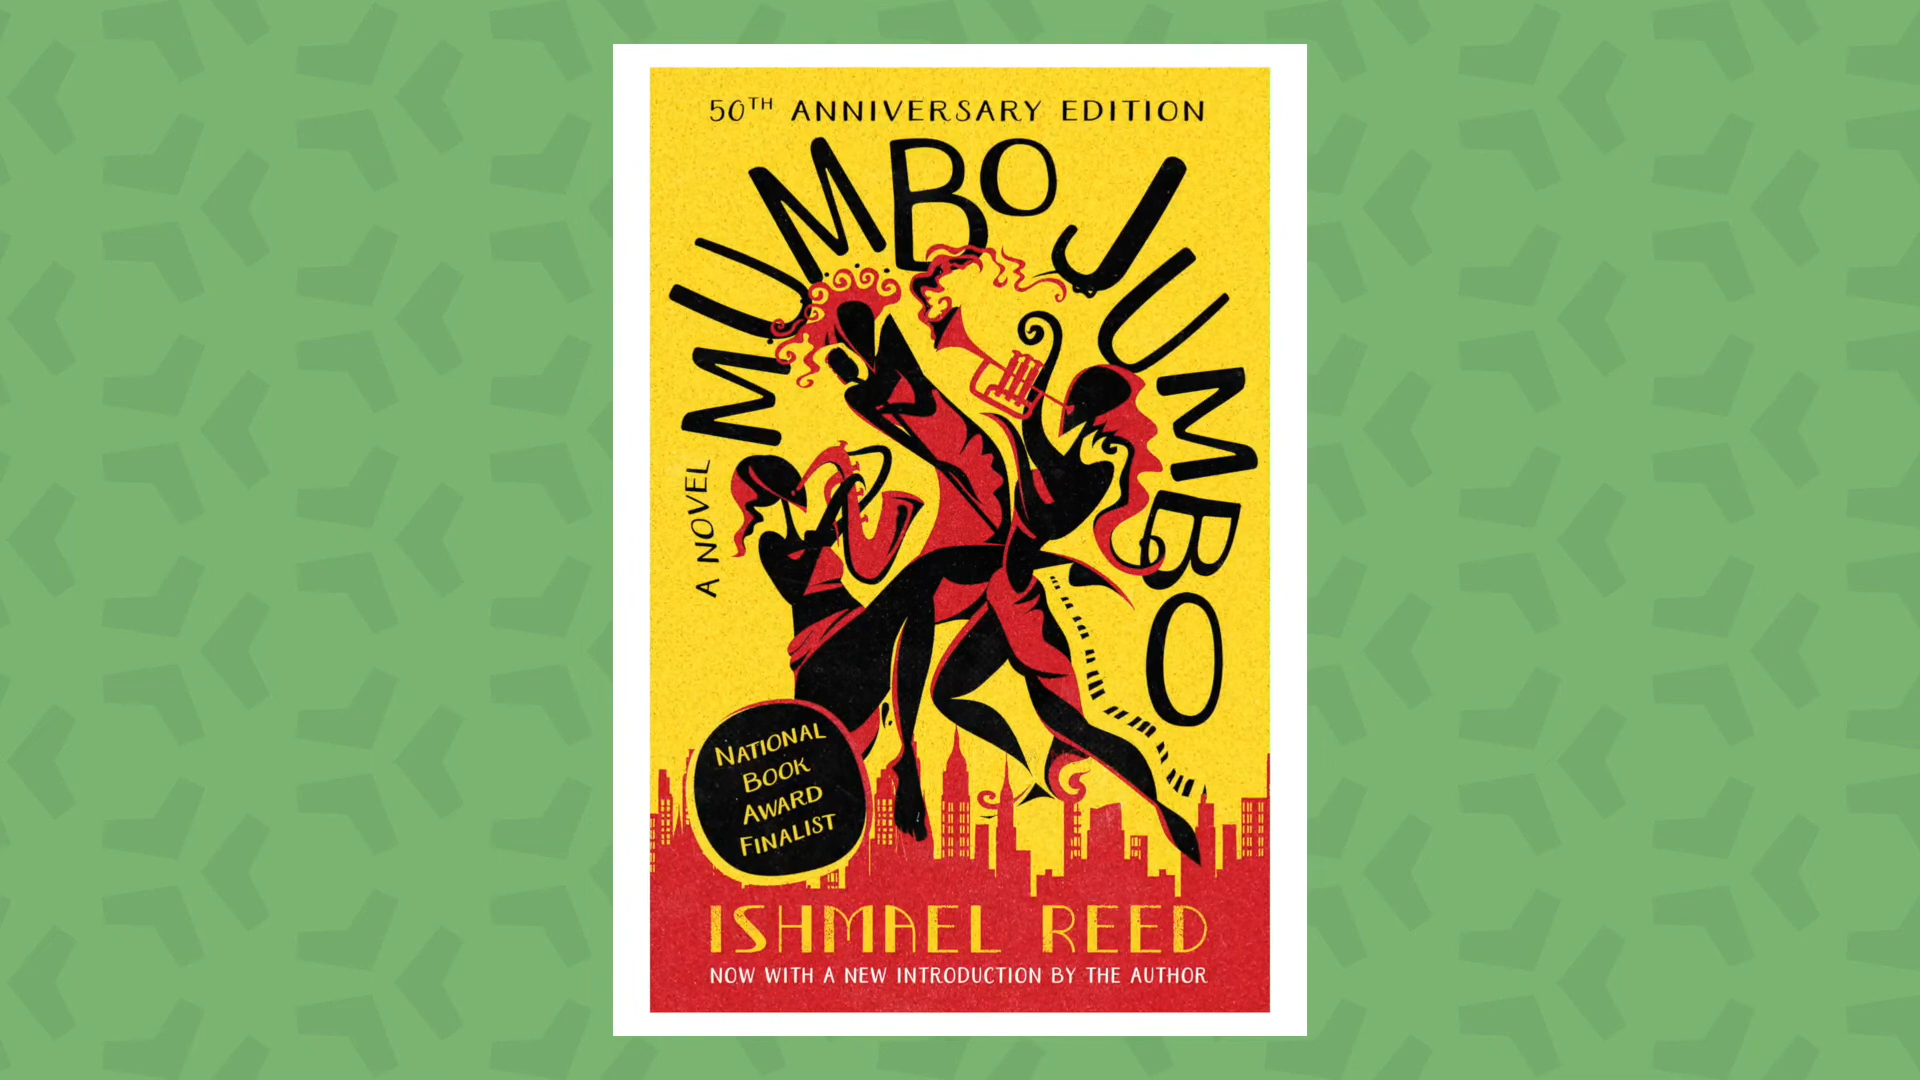 50TH ANNIVERSARY EDITION
MUMBO JUMBO
A NOVEL
NATIONAL
BOOK
AWARD
FINALIST
ISHMAEL REED
NOW WITH A NEW INTRODUCTION BY THE AUTHOR